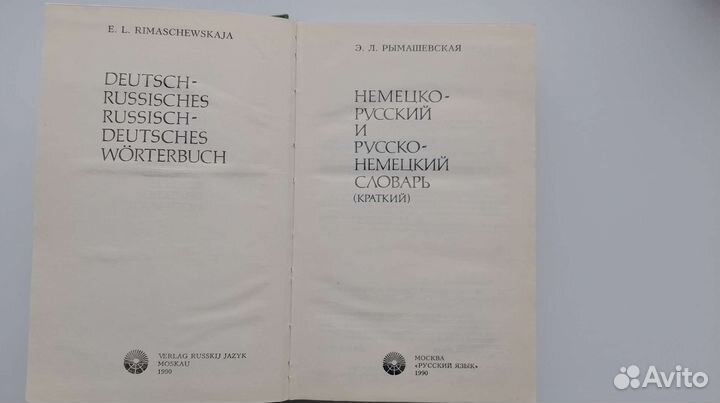 E. L. RIMASCHEWSKAJA
DEUTSCH-
RUSSISCHES
RUSSISCH-
DEUTSCHES
WÖRTERBUCH
VERLAG RUSSKIJ JAZYK
MOSKAU
1990
Э. Л. РЫМАШЕВСКАЯ
НЕМЕЦКО-
РУССКИЙ И
РУССКО-
НЕМЕЦКИЙ
СЛОВАРЬ
(КРАТКИЙ)
МОСКВА
«РУССКИЙ ЯЗЫК»
1990
Avito